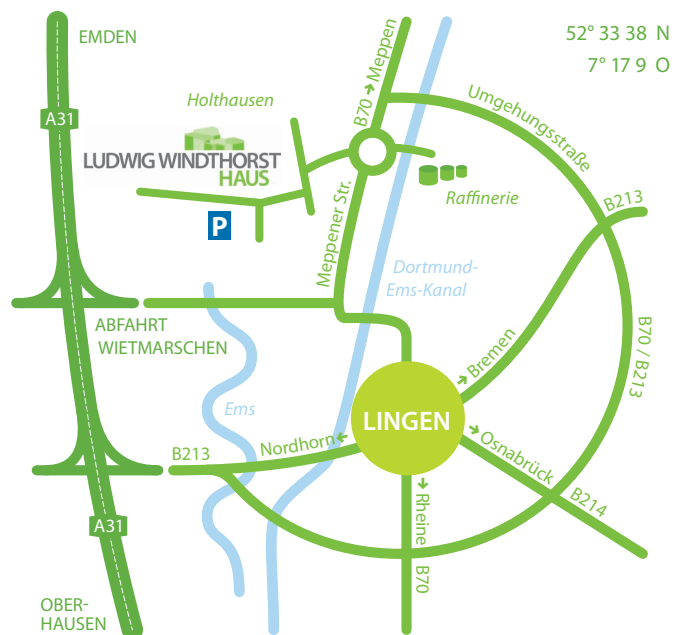 52° 33 38 N
7° 17 9 O
EMDEN
A31
Holthausen
LUDWIG WINDTHORST
HAUS
P
B70 → Meppen
Umgehungsstraße
Raffinerie
B213
Meppener Str.
Dortmund-
Ems-Kanal
ABFAHRT
WIETMARSCHEN
B70 / B213
→ Bremen
Ems
LINGEN
B213
Nordhorn ←
→ Osnabrück
B214
→ Rheine
B70
A31
OBER-
HAUSEN